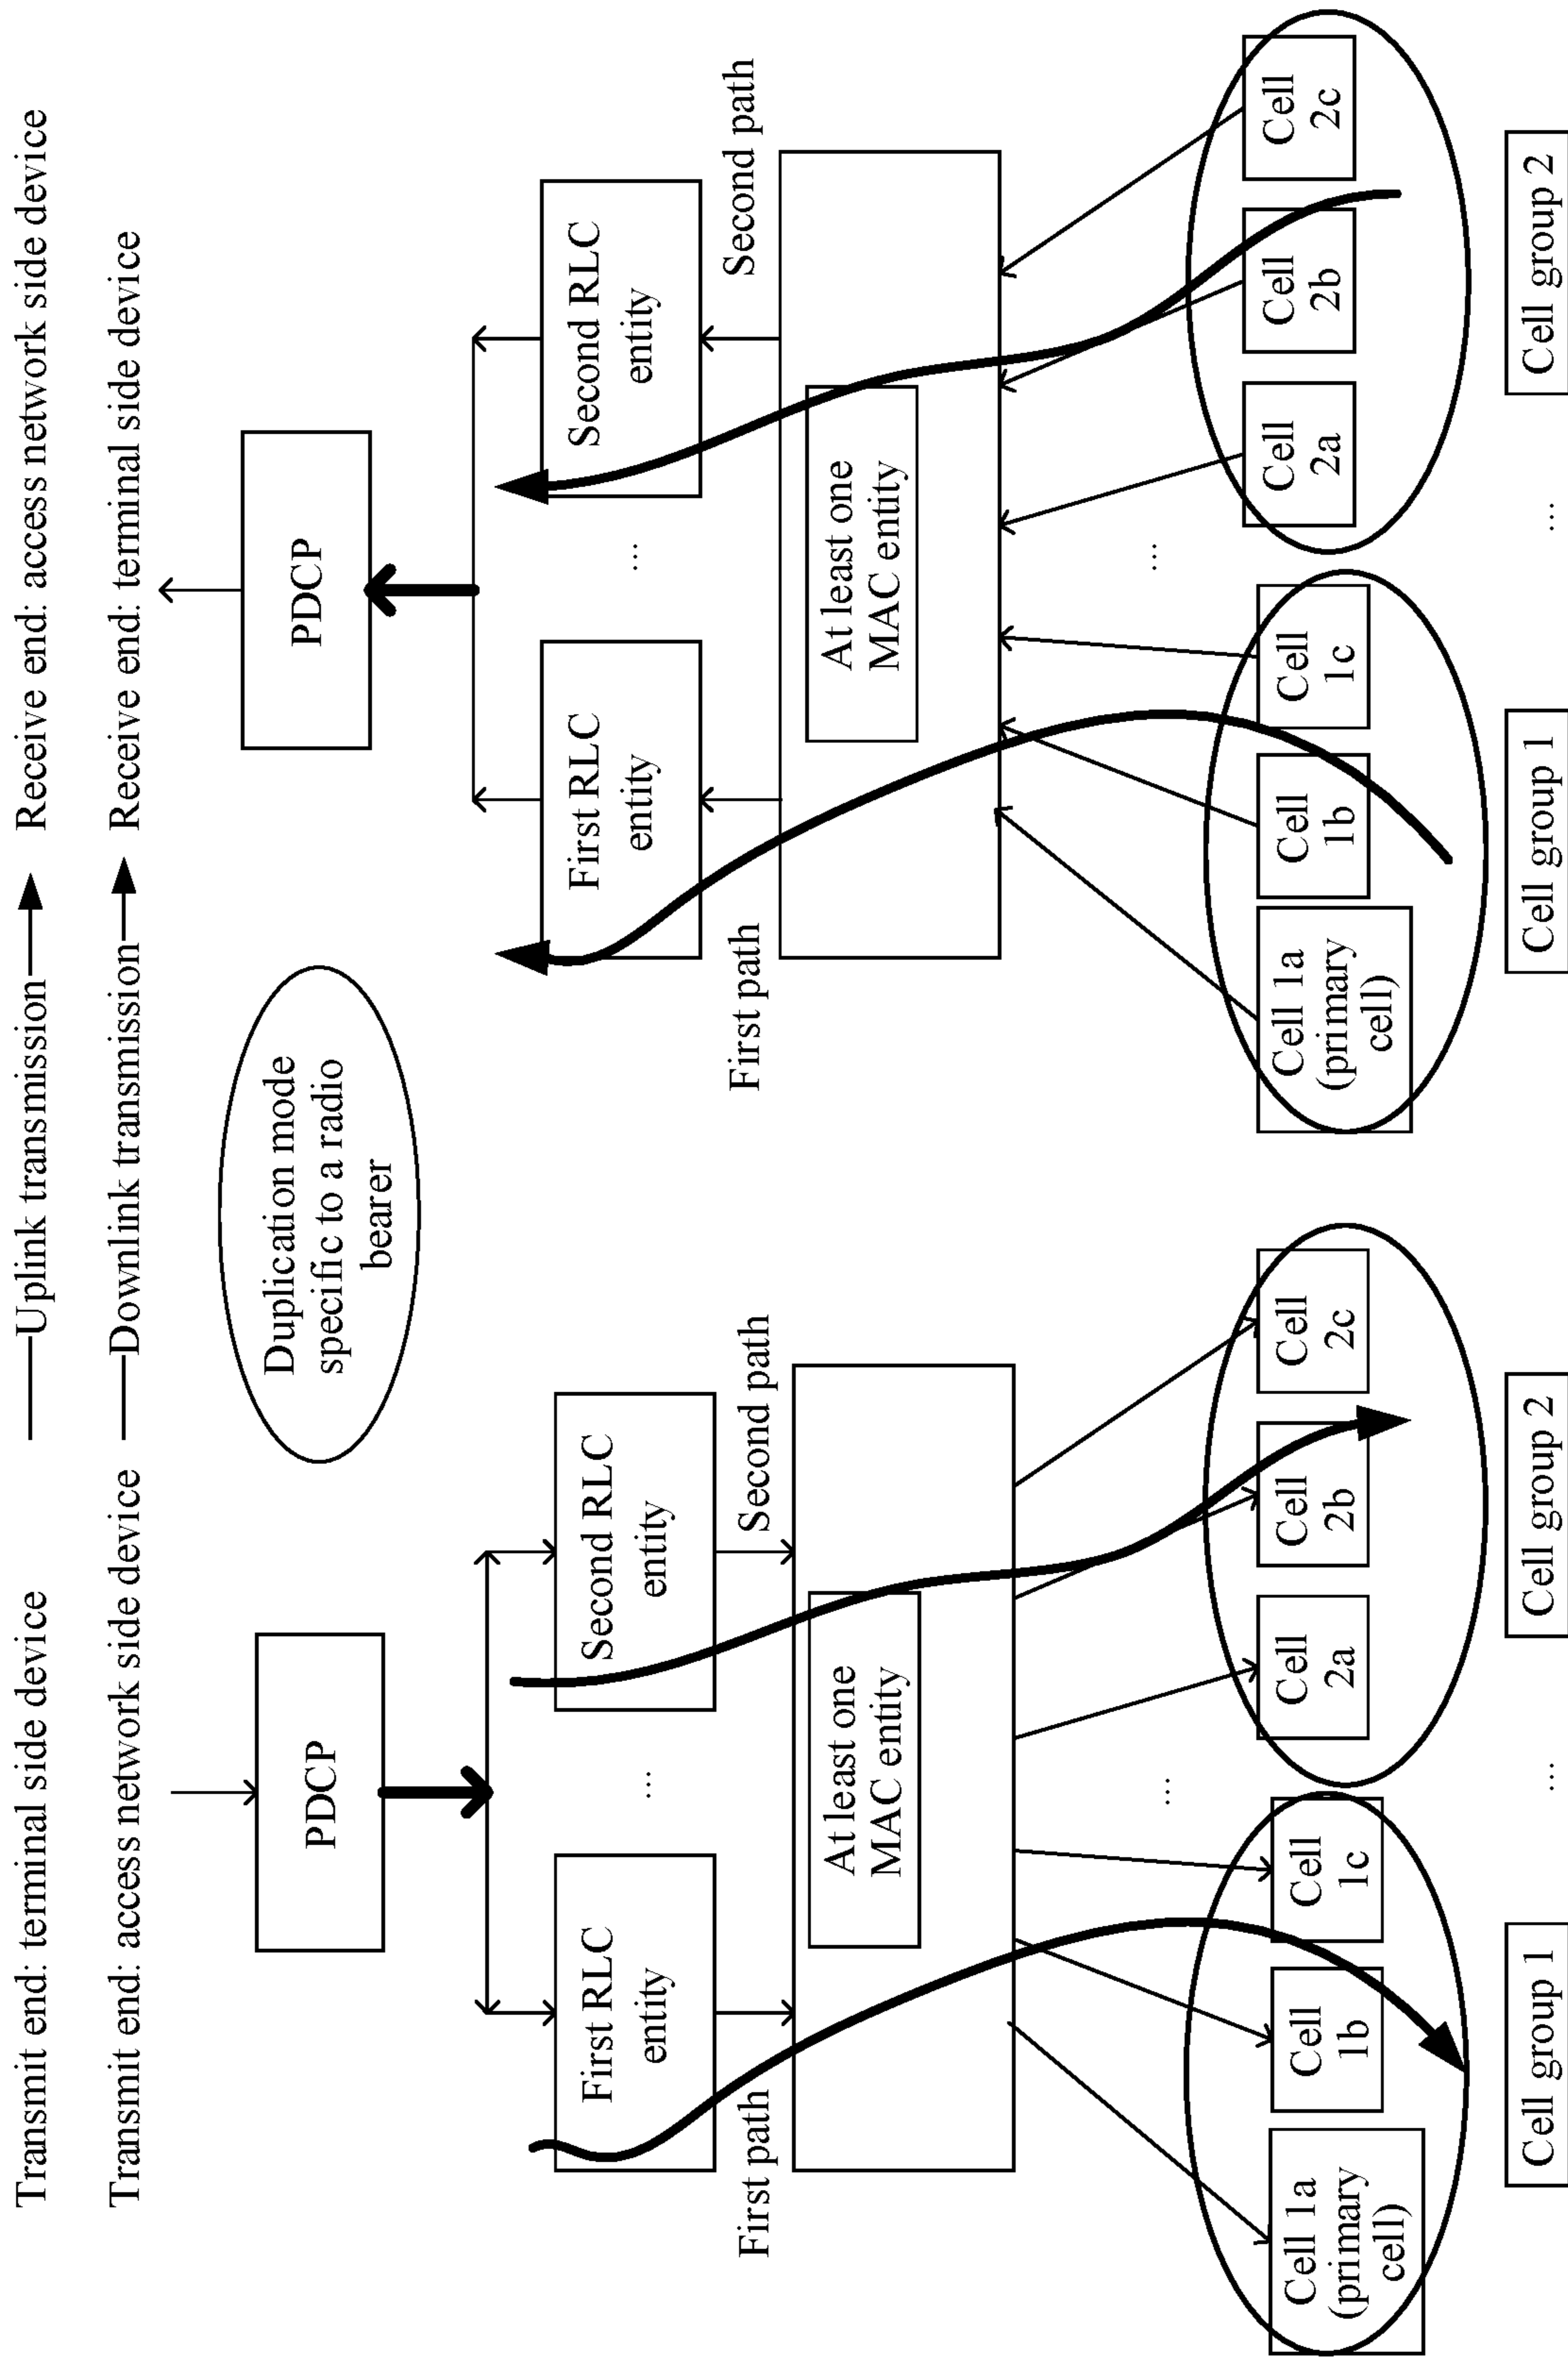 Transmit end: terminal side device
Uplink transmission
Receive end: access network side device
Transmit end: access network side device
Downlink transmission
Receive end: terminal side device
Duplication mode
specific to a radio
bearer
PDCP
First RLC
entity
...
Second RLC
entity
First path
Second path
At least one
MAC entity
...
Cell 1a
(primary
cell)
Cell
1b
Cell
1c
Cell
2a
Cell
2b
Cell
2c
Cell group 1
...
Cell group 2
PDCP
First RLC
entity
...
Second RLC
entity
First path
Second path
At least one
MAC entity
...
Cell 1a
(primary
cell)
Cell
1b
Cell
1c
Cell
2a
Cell
2b
Cell
2c
Cell group 1
...
Cell group 2